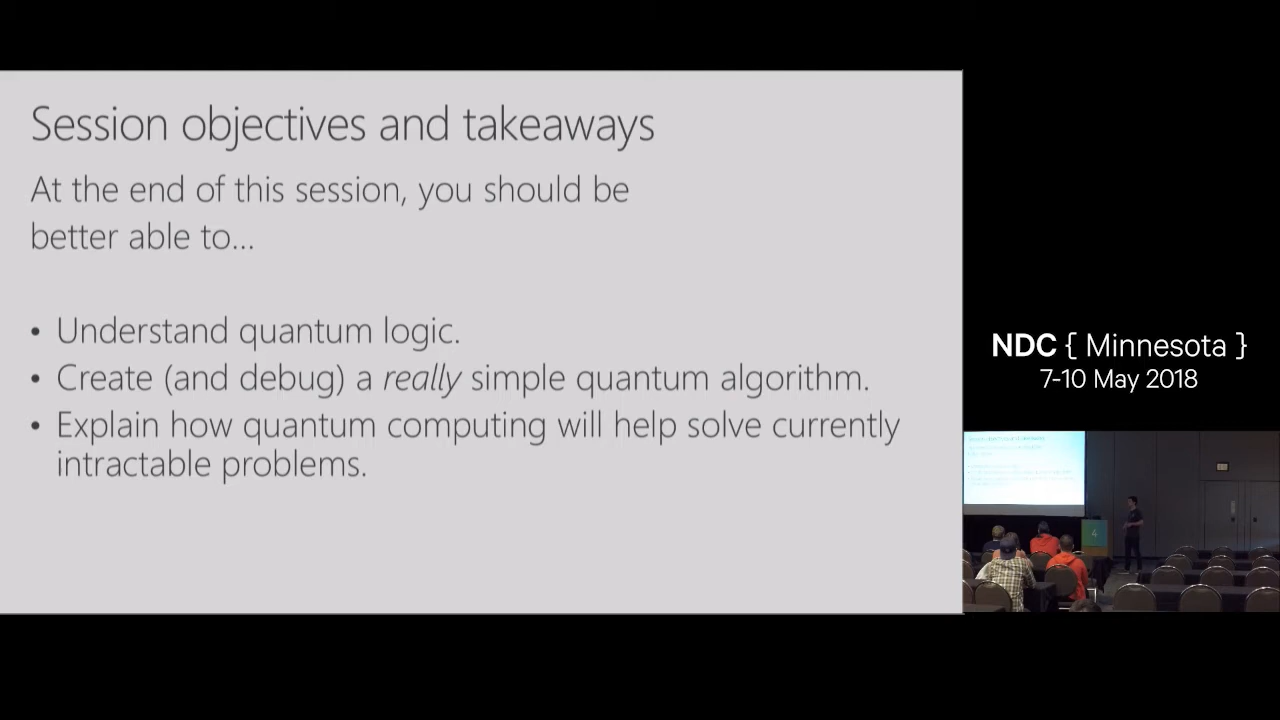 Session objectives and takeaways
At the end of this session, you should be
better able to...
• Understand quantum logic.
• Create (and debug) a really simple quantum algorithm.
• Explain how quantum computing will help solve currently
intractable problems.
NDC { Minnesota }
7-10 May 2018
4